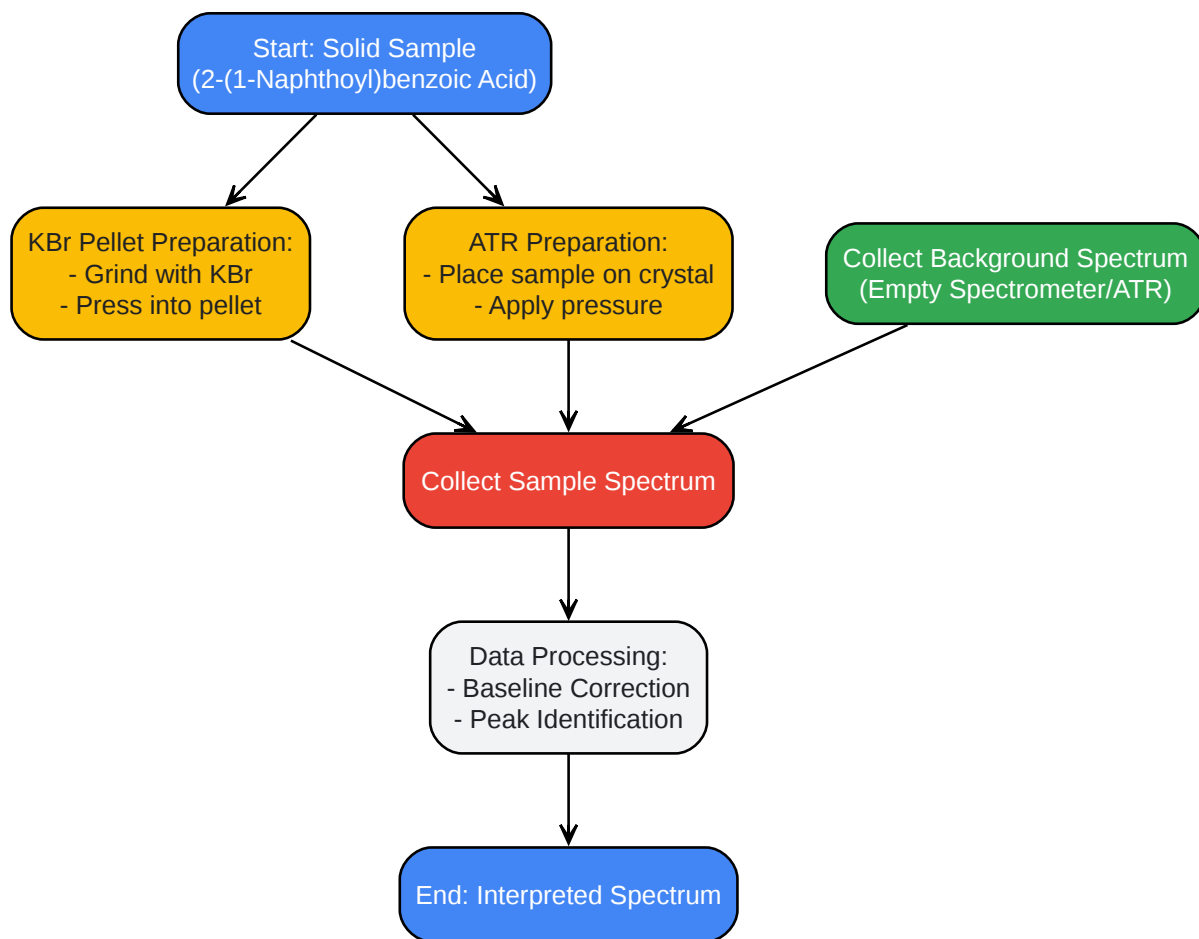 Start: Solid Sample
(2-(1-Naphthoyl)benzoic Acid)
KBr Pellet Preparation:
- Grind with KBr
- Press into pellet
ATR Preparation:
- Place sample on crystal
- Apply pressure
Collect Background Spectrum
(Empty Spectrometer/ATR)
Collect Sample Spectrum
Data Processing:
- Baseline Correction
- Peak Identification
End: Interpreted Spectrum